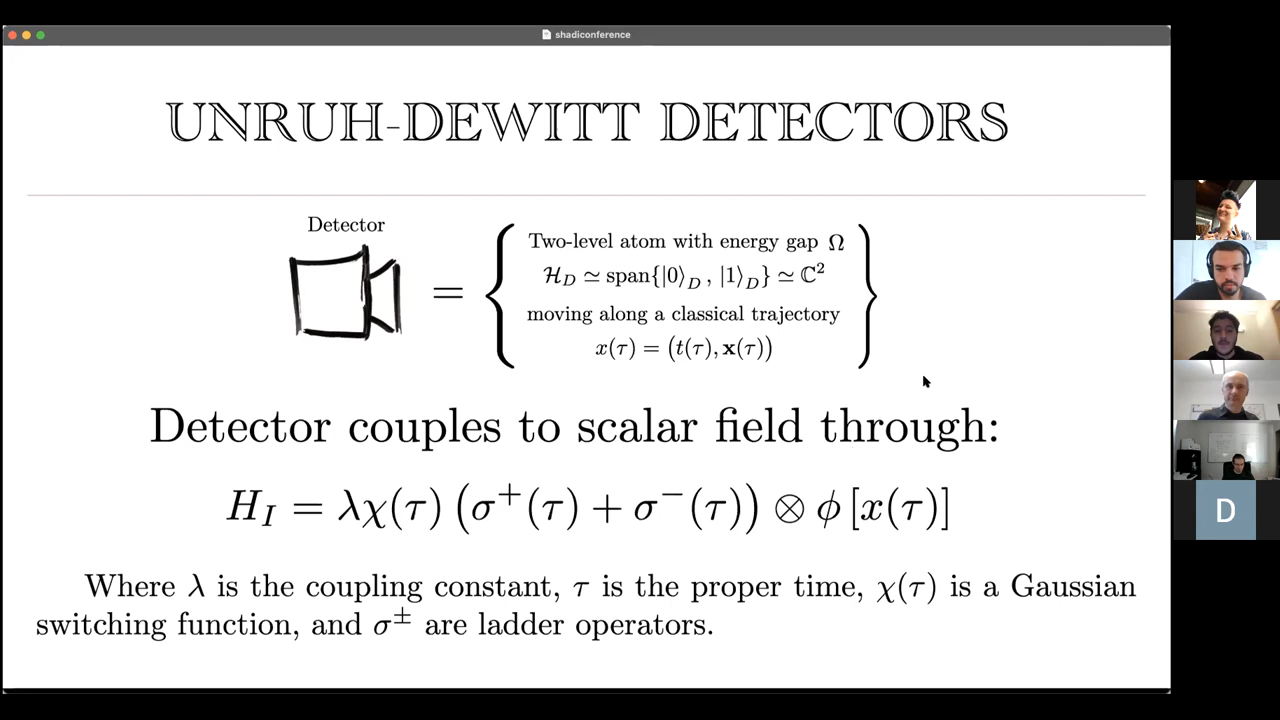 shadiconference
UNRUH-DEWITT DETECTORS
Detector
= { Two-level atom with energy gap Ω
ℋ_D ≃ span{|0⟩_D , |1⟩_D} ≃ ℂ²
moving along a classical trajectory
x(τ) = (t(τ), 𝐱(τ)) }
Detector couples to scalar field through:
H_I = λχ(τ) (σ⁺(τ) + σ⁻(τ)) ⊗ ϕ [x(τ)]
Where λ is the coupling constant, τ is the proper time, χ(τ) is a Gaussian
switching function, and σ^± are ladder operators.
D